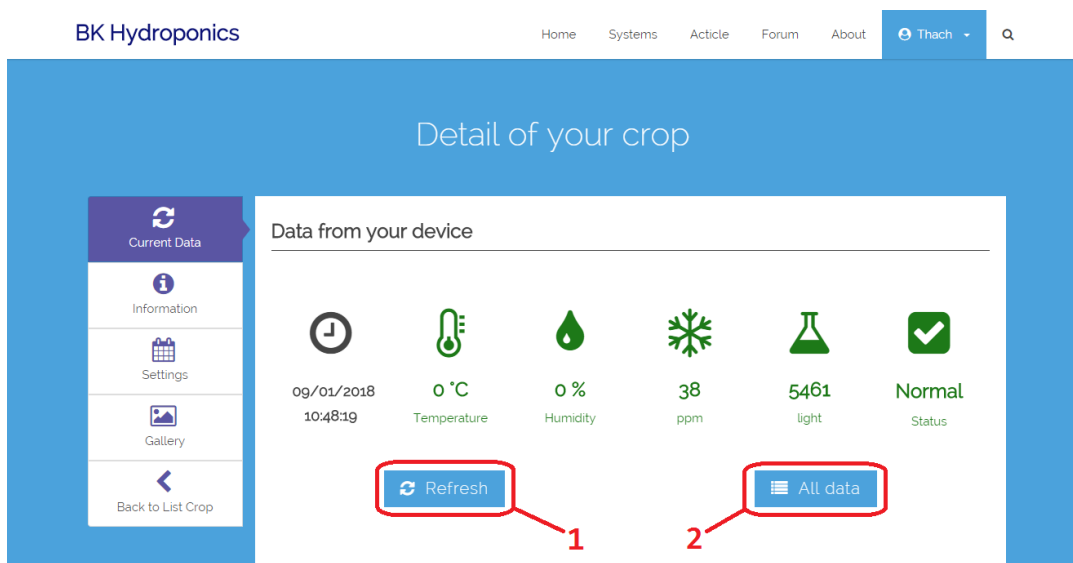 BK Hydroponics
Home Systems Acticle Forum About Thach
Detail of your crop
Current Data
Information
Settings
Gallery
Back to List Crop
Data from your device
09/01/2018
10:48:19
0 °C
Temperature
0 %
Humidity
38
ppm
5461
light
Normal
Status
Refresh
All data
1
2